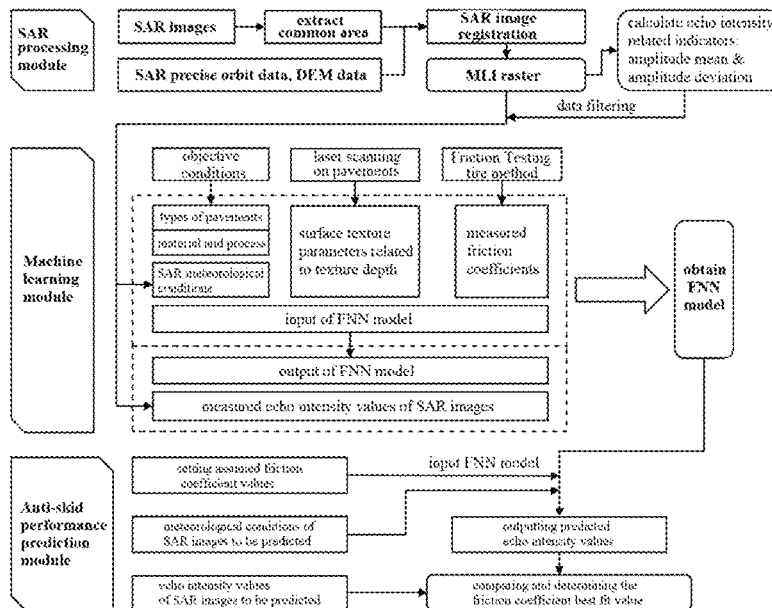 SAR
processing
module
SAR images
extract
common area
SAR image
registration
calculate echo intensity
related indicators:
amplitude mean &
amplitude deviation
SAR precise orbit data, DEM data
MLI raster
data filtering
Machine
learning
module
objective
conditions
laser scanning
on pavements
Friction Testing
tire method
types of pavements
material and process
SAR meteorological
conditions
surface texture
parameters related
to texture depth
measured
friction
coefficients
input of FNN model
output of FNN model
measured echo intensity values of SAR images
obtain
FNN
model
Anti-skid
performance
prediction
module
setting assumed friction
coefficient values
input FNN model
meteorological conditions of
SAR images to be predicted
outputting predicted
echo intensity values
echo intensity values
of SAR images to be predicted
comparing and determining the
friction coefficient best fit value